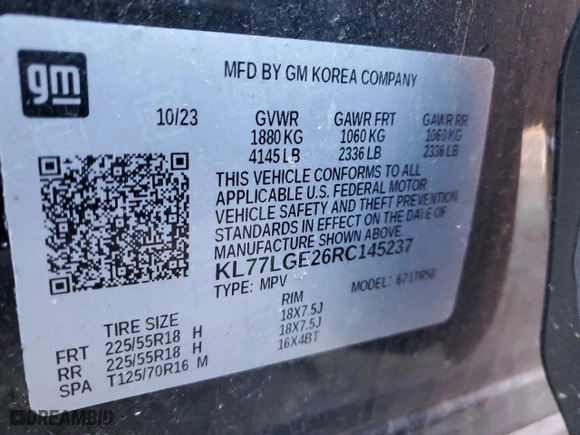 gm
MFD BY GM KOREA COMPANY
10/23 GVWR GAWR FRT GAWR RR
1880 KG 1060 KG 1060 KG
4145 LB 2336 LB 2336 LB
THIS VEHICLE CONFORMS TO ALL
APPLICABLE U.S. FEDERAL MOTOR
VEHICLE SAFETY AND THEFT PREVENTION
STANDARDS IN EFFECT ON THE DATE OF
MANUFACTURE SHOWN ABOVE.
KL77LGE26RC145237
TYPE: MPV MODEL:
TIRE SIZE RIM
FRT 225/55R18 H 18X7.5J
RR 225/55R18 H 18X7.5J
SPA T125/70R16 M 16X4BT
DREAMBID